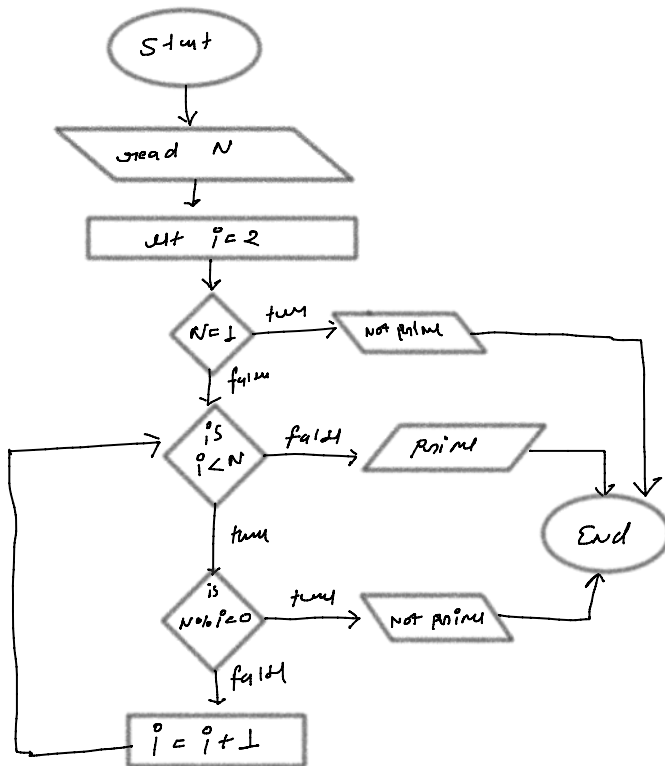 Start
read N
let i = 2
N = 1
true
Not prime
false
is
i < N
false
prime
true
End
is
N % i = 0
true
Not prime
false
i = i + 1